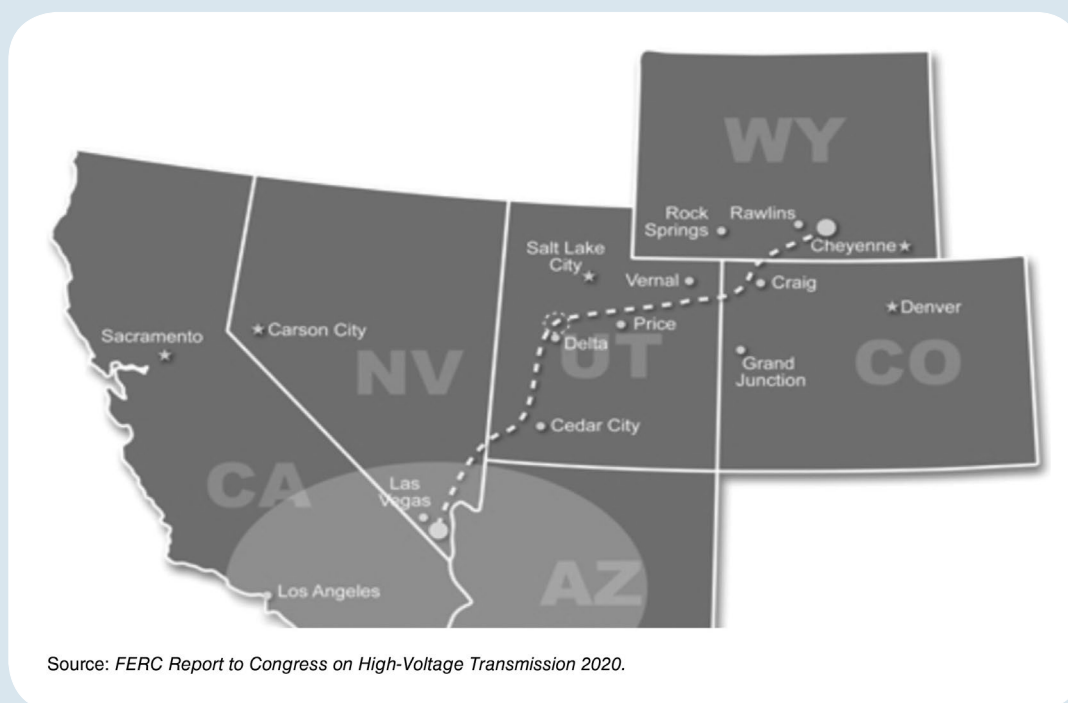 WY
Rock
Springs
Rawlins
Cheyenne
Salt Lake
City
Vernal
Craig
Denver
Sacramento
Carson City
Price
Delta
NV
UT
Grand
Junction
CO
Cedar City
CA
Las
Vegas
AZ
Los Angeles
Source: FERC Report to Congress on High-Voltage Transmission 2020.